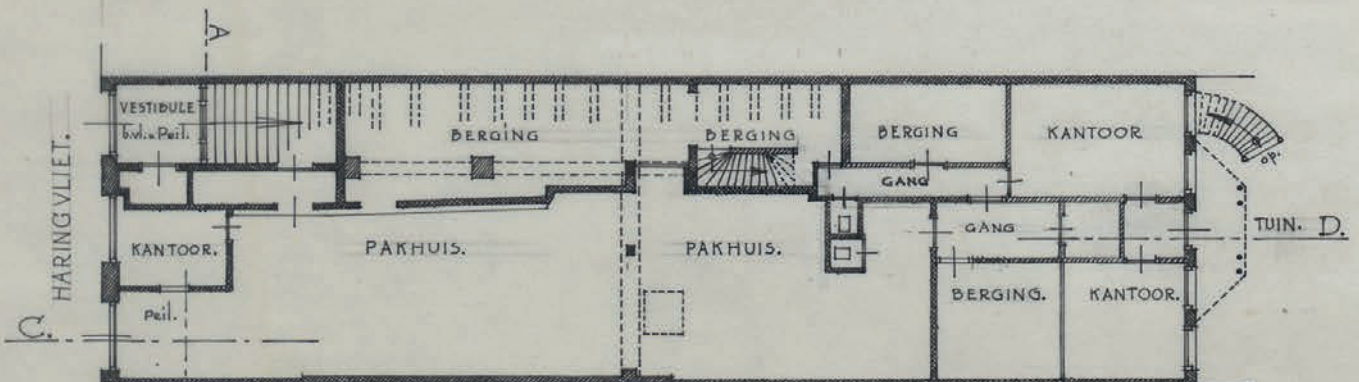 A
HARINGVLIET.
VESTIBULE
b.vl. = Peil.
BERGING
BERGING
BERGING
KANTOOR
op.
GANG
KANTOOR.
PAKHUIS.
PAKHUIS.
GANG
TUIN. D.
BERGING.
KANTOOR.
Peil.
C.